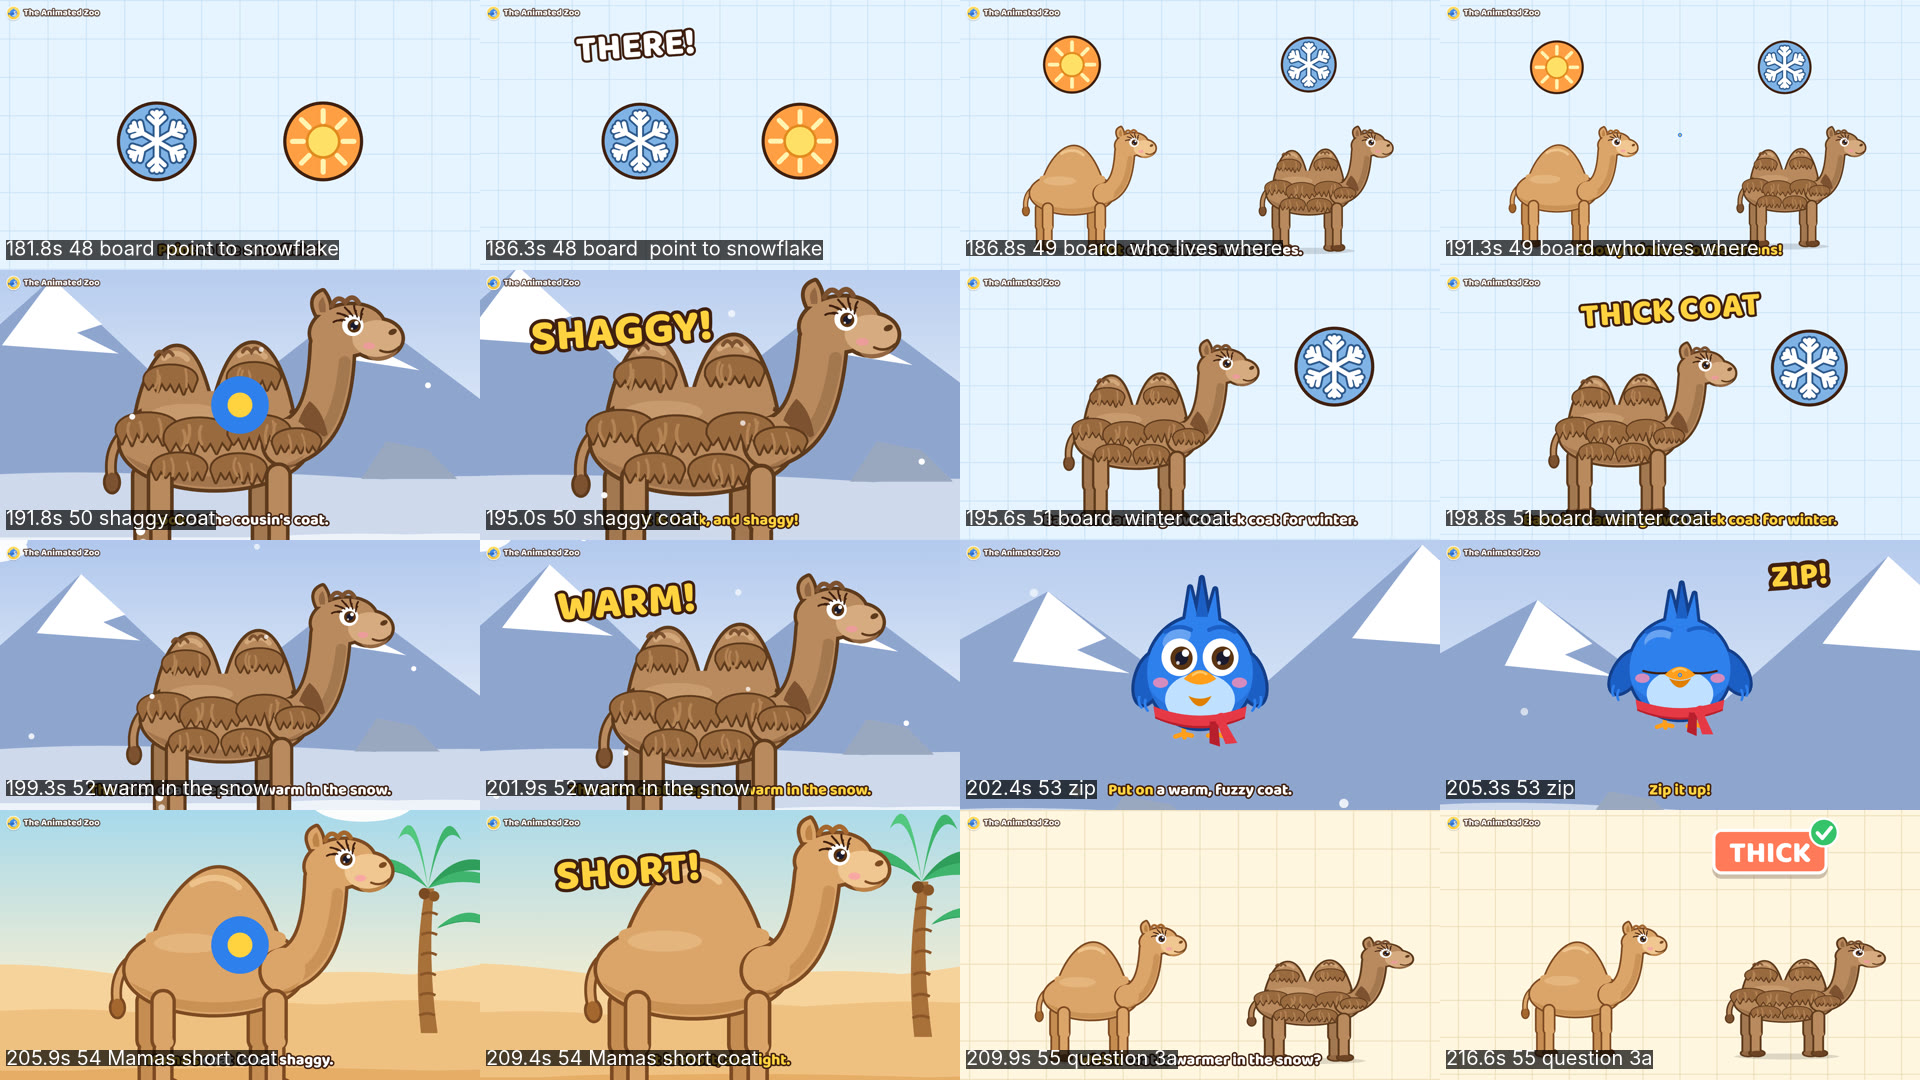 The Animated Zoo
The Animated Zoo
The Animated Zoo
The Animated Zoo
THERE!
181.8s 48 board point to snowflake
186.3s 48 board point to snowflake
186.8s 49 board who lives where
es.
191.3s 49 board who lives where
ns!
The Animated Zoo
The Animated Zoo
The Animated Zoo
The Animated Zoo
SHAGGY!
THICK COAT
191.8s 50 shaggy coat
he cousin's coat.
195.0s 50 shaggy coat
k, and shaggy!
195.6s 51 board winter coat
ck coat for winter.
198.8s 51 board winter coat
ck coat for winter.
The Animated Zoo
The Animated Zoo
The Animated Zoo
The Animated Zoo
WARM!
ZIP!
199.3s 52 warm in the snow
warm in the snow.
201.9s 52 warm in the snow
warm in the snow.
202.4s 53 zip
Put on a warm, fuzzy coat.
205.3s 53 zip
Zip it up!
The Animated Zoo
The Animated Zoo
The Animated Zoo
The Animated Zoo
SHORT!
THICK
205.9s 54 Mamas short coat
shaggy.
209.4s 54 Mamas short coat
ight.
209.9s 55 question 3a
warmer in the snow?
216.6s 55 question 3a